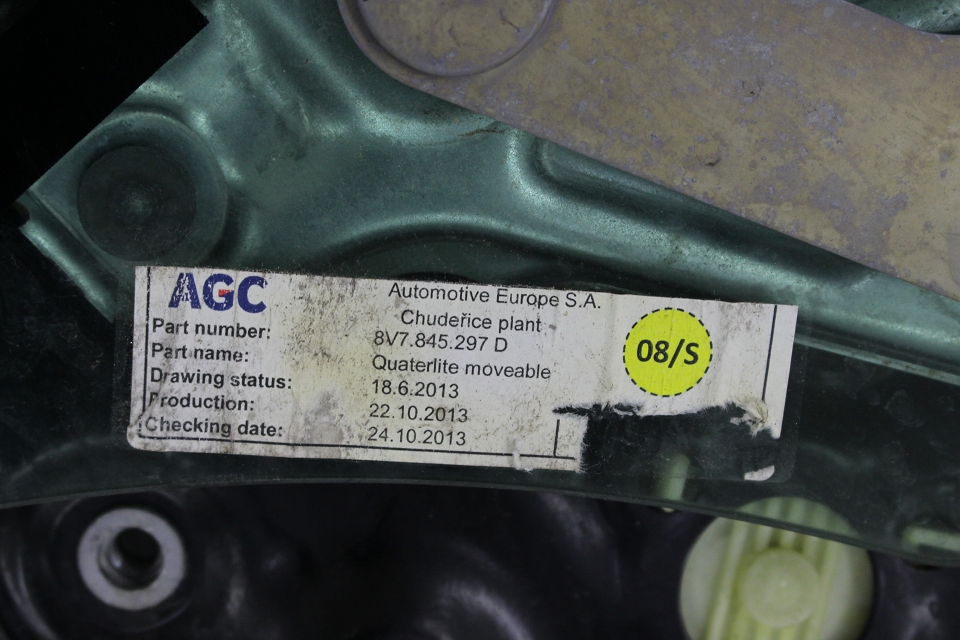 AGC
Automotive Europe S.A.
Chudeřice plant
Part number: 8V7.845.297 D
Part name: Quaterlite moveable
Drawing status: 18.6.2013
Production: 22.10.2013
Checking date: 24.10.2013
08/S